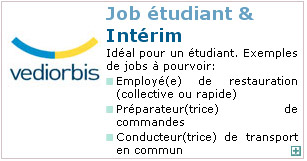 Job étudiant &
Intérim
Idéal pour un étudiant. Exemples
de jobs à pourvoir:
Employé(e) de restauration
(collective ou rapide)
Préparateur(trice) de
commandes
Conducteur(trice) de transport
en commun
vediorbis